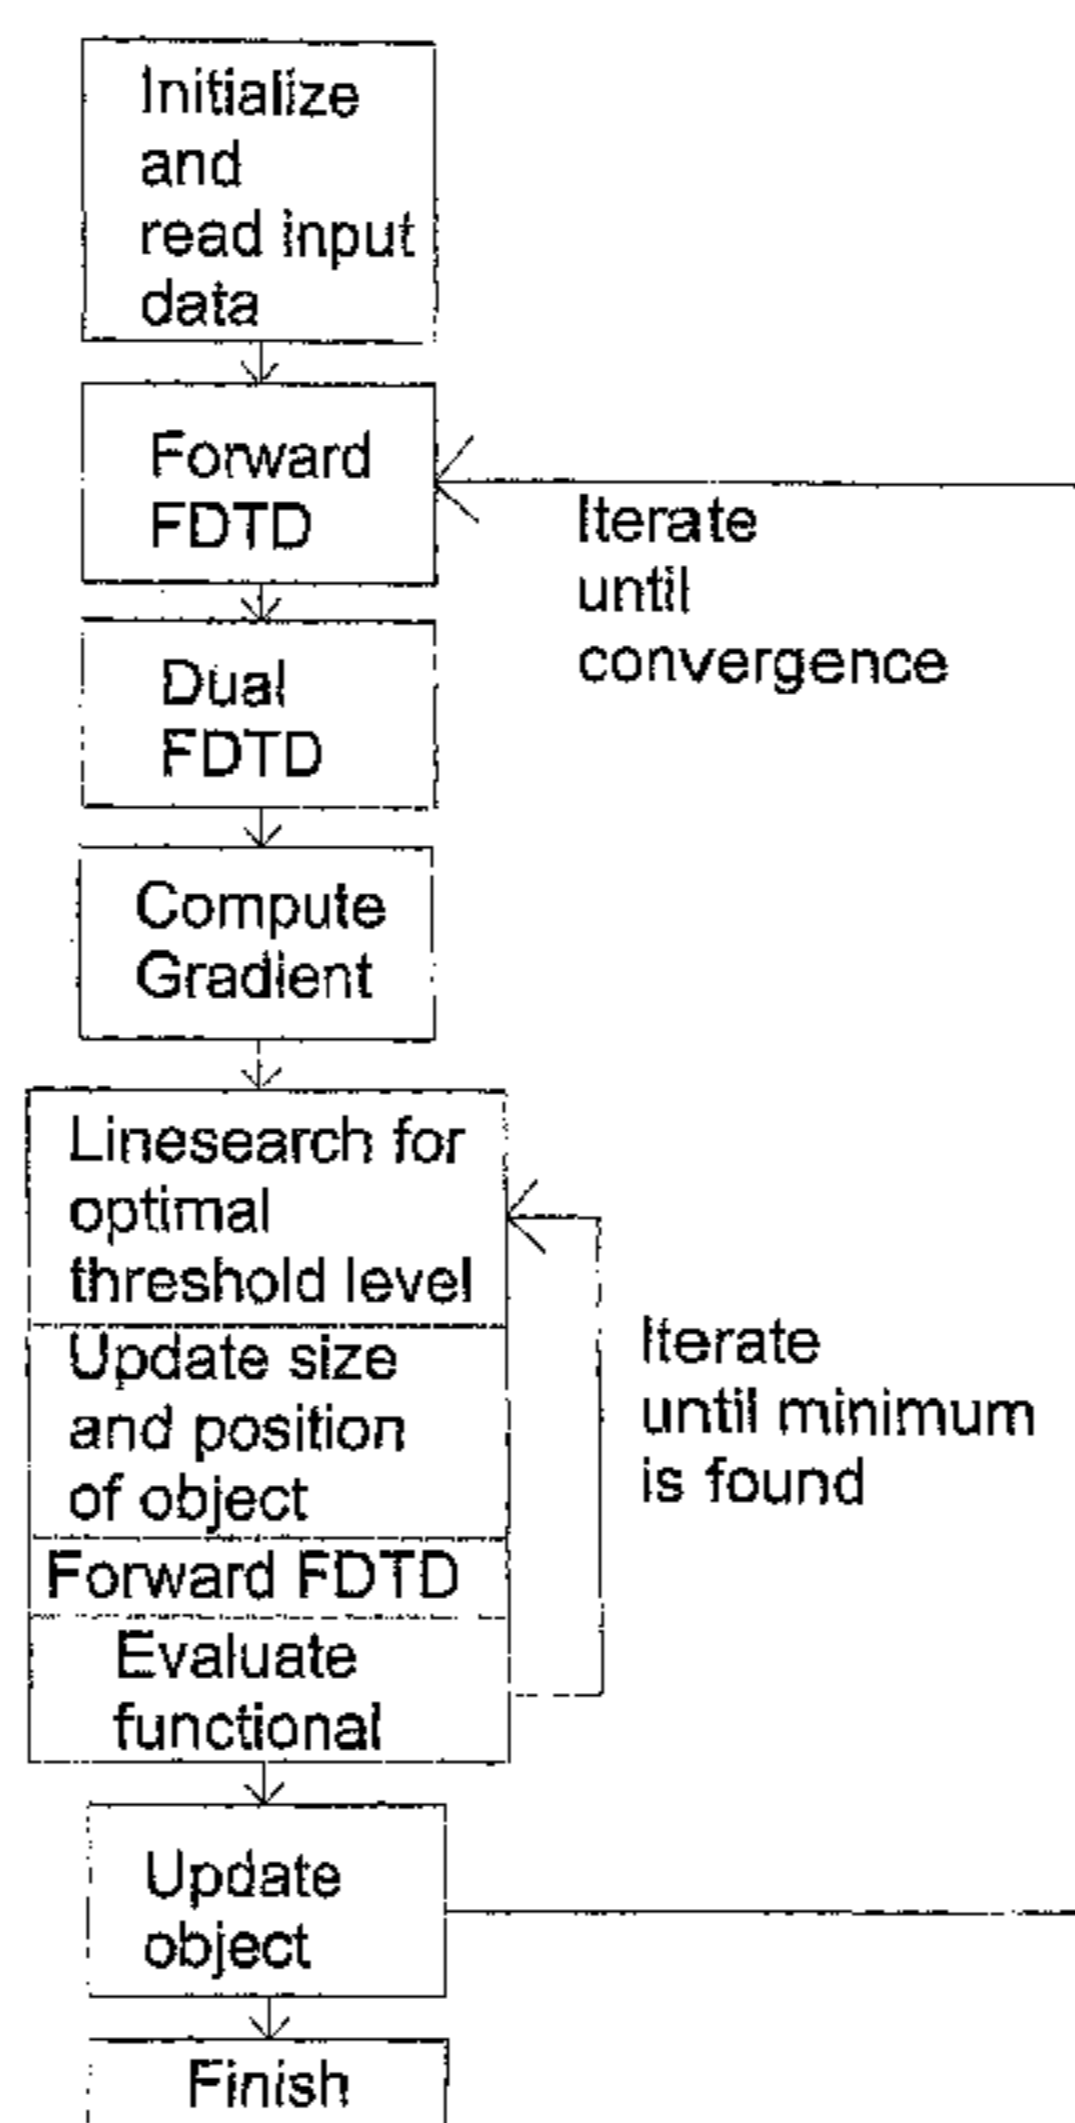 Initialize
and
read input
data
Forward
FDTD
Iterate
until
convergence
Dual
FDTD
Compute
Gradient
Linesearch for
optimal
threshold level
Update size
and position
of object
Forward FDTD
Evaluate
functional
Iterate
until minimum
is found
Update
object
Finish